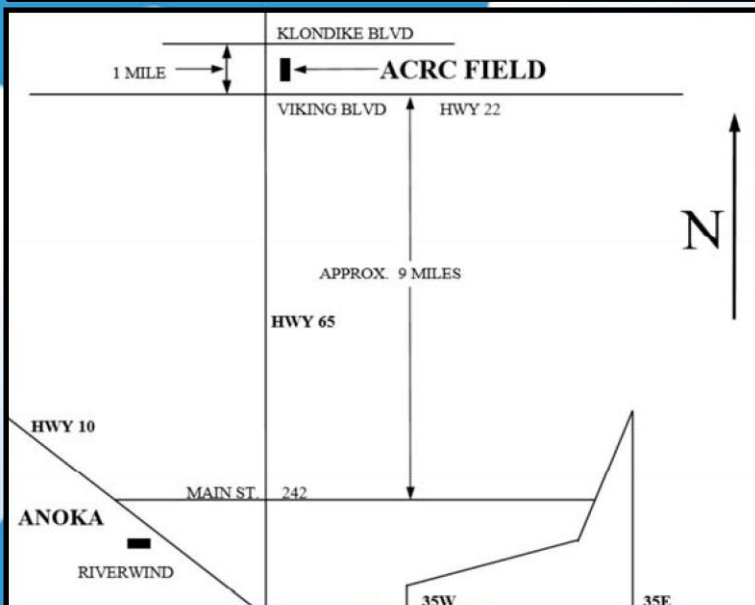 KLONDIKE BLVD
1 MILE
ACRC FIELD
VIKING BLVD HWY 22
N
APPROX. 9 MILES
HWY 65
HWY 10
MAIN ST. 242
ANOKA
RIVERWIND
35W 35E